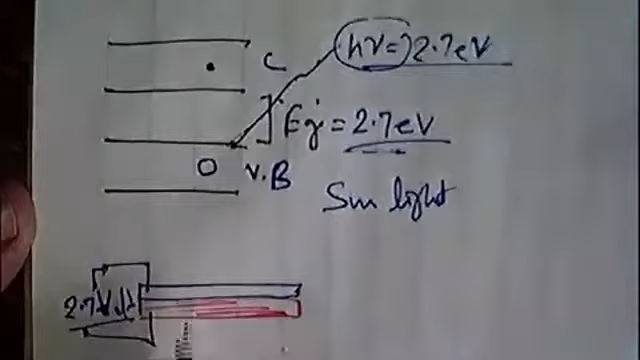 hν = 2.7eV
C
Eg = 2.7eV
O V.B
Sun light
2.7V